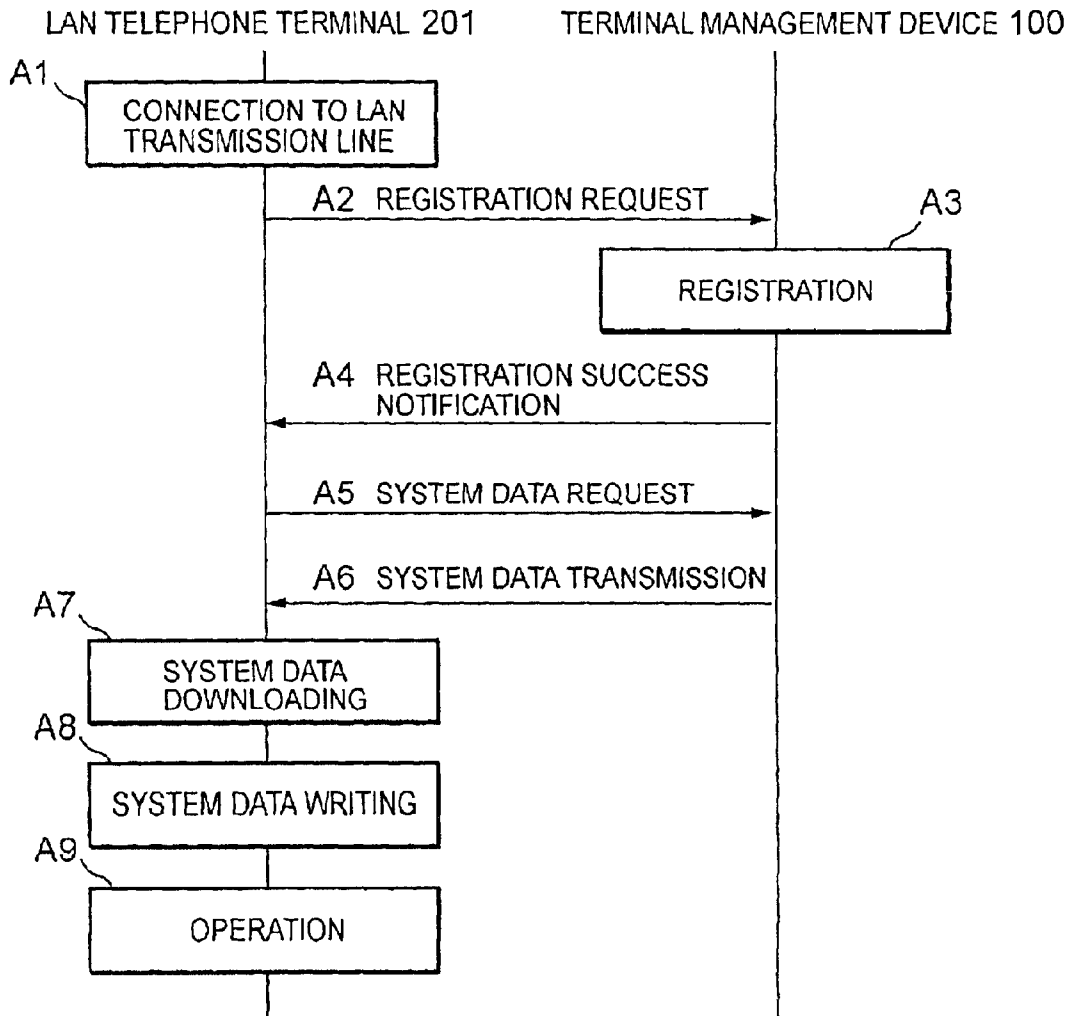 LAN TELEPHONE TERMINAL 201
TERMINAL MANAGEMENT DEVICE 100
A1
CONNECTION TO LAN
TRANSMISSION LINE
A2 REGISTRATION REQUEST
A3
REGISTRATION
A4 REGISTRATION SUCCESS
NOTIFICATION
A5 SYSTEM DATA REQUEST
A6 SYSTEM DATA TRANSMISSION
A7
SYSTEM DATA
DOWNLOADING
A8
SYSTEM DATA WRITING
A9
OPERATION